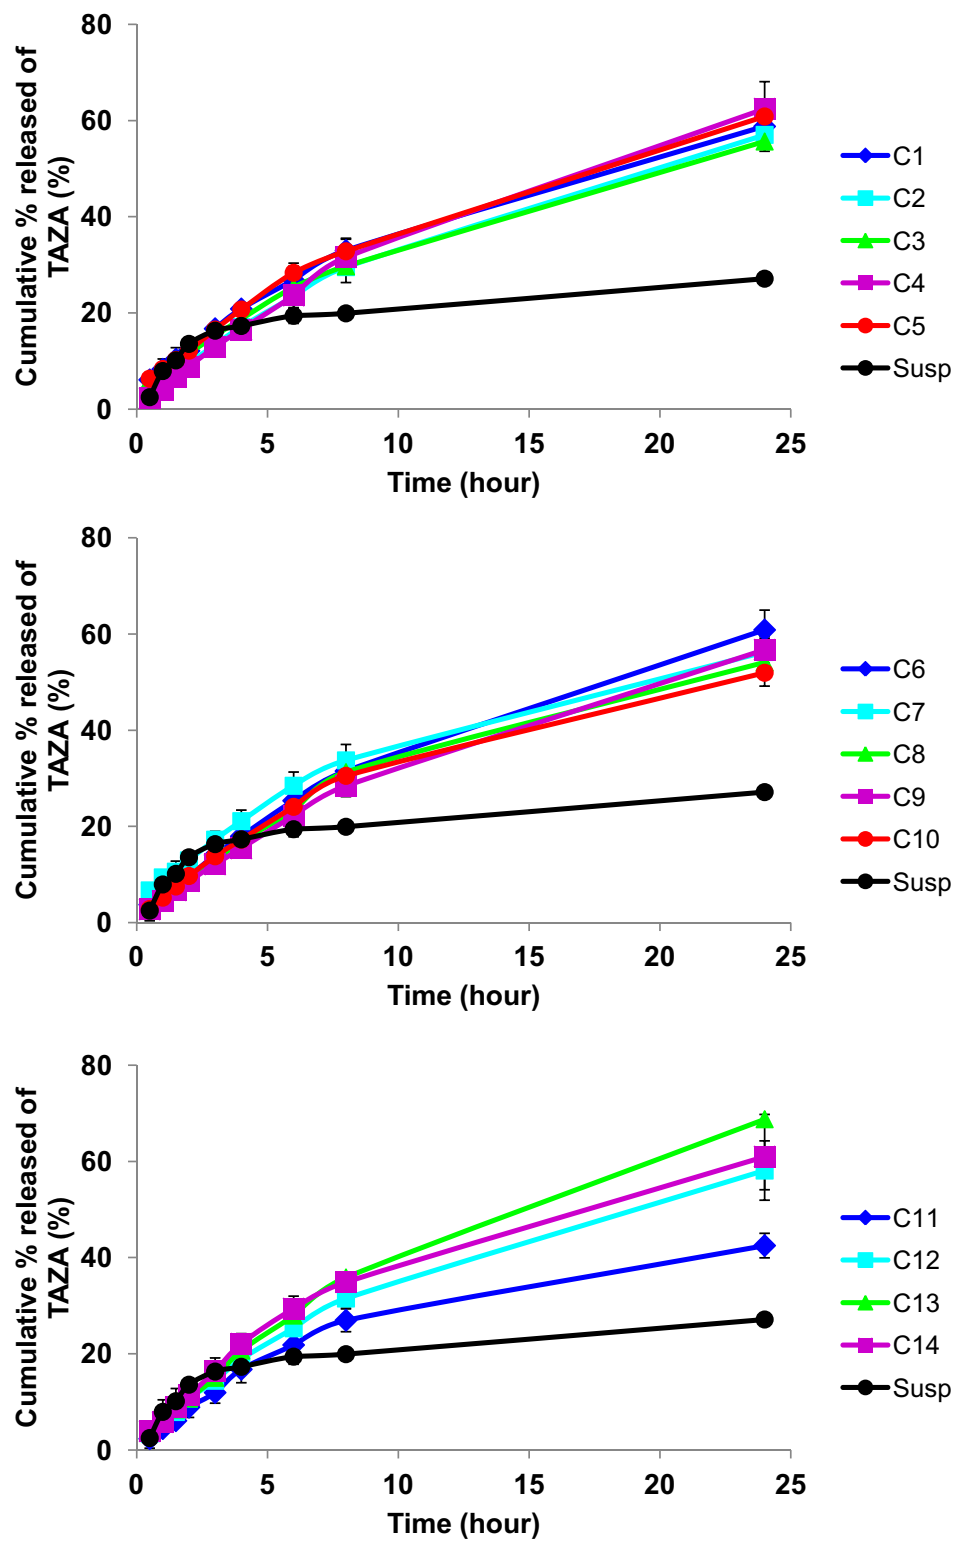 80
60
40
20
0
Cumulative % released of
TAZA (%)
0 5 10 15 20 25
Time (hour)
C1
C2
C3
C4
C5
Susp
80
60
40
20
0
Cumulative % released of
TAZA (%)
0 5 10 15 20 25
Time (hour)
C6
C7
C8
C9
C10
Susp
80
60
40
20
0
Cumulative % released of
TAZA (%)
0 5 10 15 20 25
Time (hour)
C11
C12
C13
C14
Susp